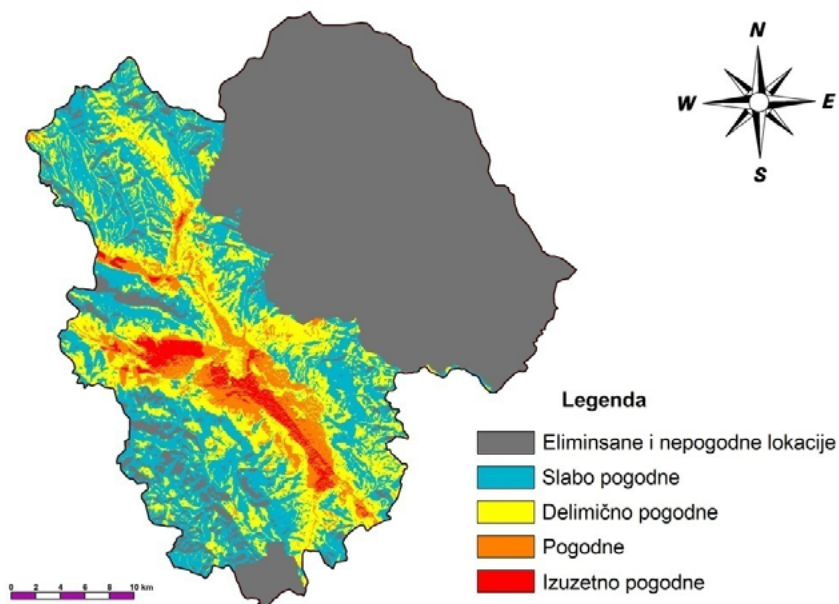 N
W E
S
Legenda
Eliminsane i nepogodne lokacije
Slabo pogodne
Delimično pogodne
Pogodne
Izuzetno pogodne
0 2 4 6 8 10 km